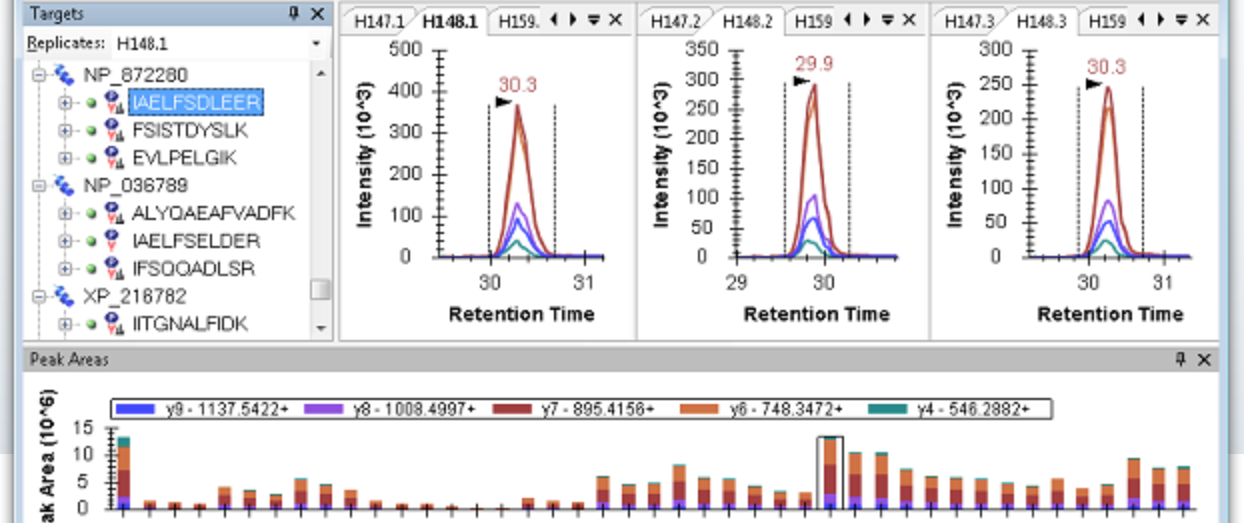 Targets
Replicates: H148.1
NP_872280
IAELFSDLEER
FSISTDYSLK
EVLPELGIK
NP_036789
ALYQAEAFVADFK
IAELFSELDER
IFSQQADLSR
XP_216782
IITGNALFIDK
H147.1 H148.1 H159.
500
400
300
200
100
0
Intensity (10^3)
30.3
30 31
Retention Time
H147.2 H148.2 H159
350
300
250
200
150
100
50
0
Intensity (10^3)
29.9
29 30
Retention Time
H147.3 H148.3 H159
300
250
200
150
100
50
0
Intensity (10^3)
30.3
30 31
Retention Time
Peak Areas
y9 - 1137.5422+ y8 - 1008.4997+ y7 - 895.4156+ y6 - 748.3472+ y4 - 546.2882+
ak Area (10^6)
15
10
5
0